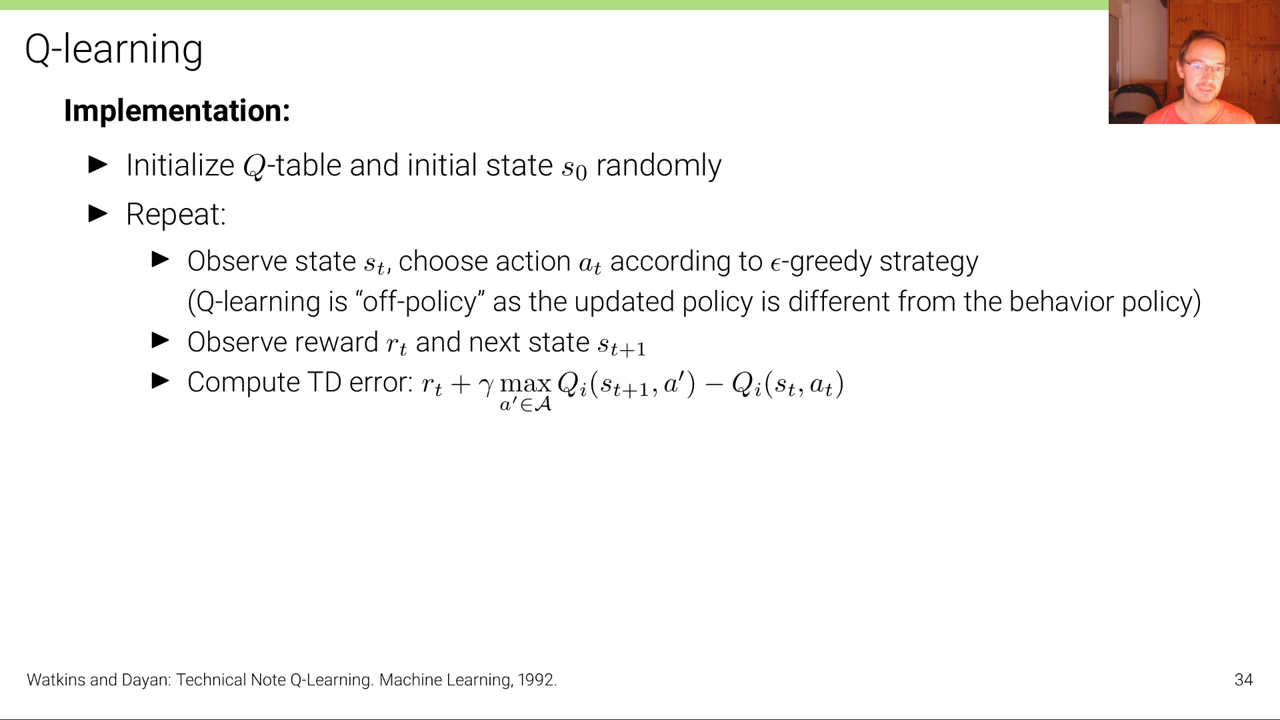 Q-learning
Implementation:
▶ Initialize Q-table and initial state s₀ randomly
▶ Repeat:
▶ Observe state sₜ, choose action aₜ according to ϵ-greedy strategy
(Q-learning is “off-policy” as the updated policy is different from the behavior policy)
▶ Observe reward rₜ and next state sₜ₊₁
▶ Compute TD error: rₜ + γ max Qᵢ(sₜ₊₁, a′) − Qᵢ(sₜ, aₜ)
a′∈𝒜
Watkins and Dayan: Technical Note Q-Learning. Machine Learning, 1992.
34